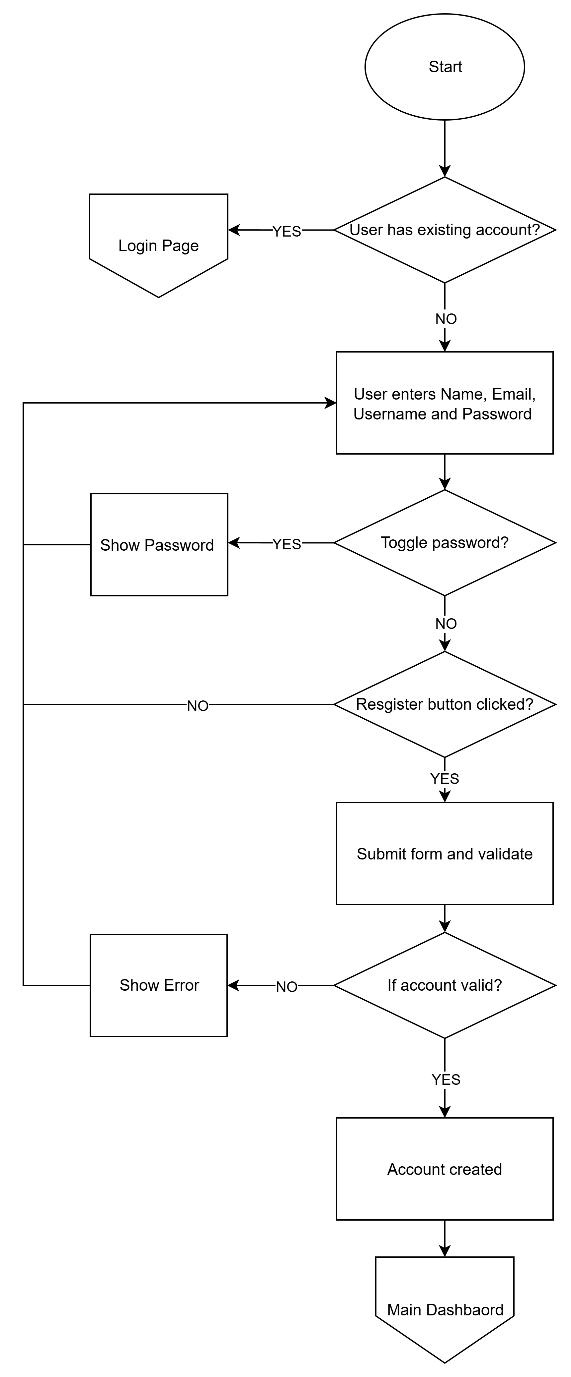 Start
User has existing account?
YES
Login Page
NO
User enters Name, Email,
Username and Password
Toggle password?
YES
Show Password
NO
Resgister button clicked?
NO
YES
Submit form and validate
If account valid?
NO
Show Error
YES
Account created
Main Dashbaord